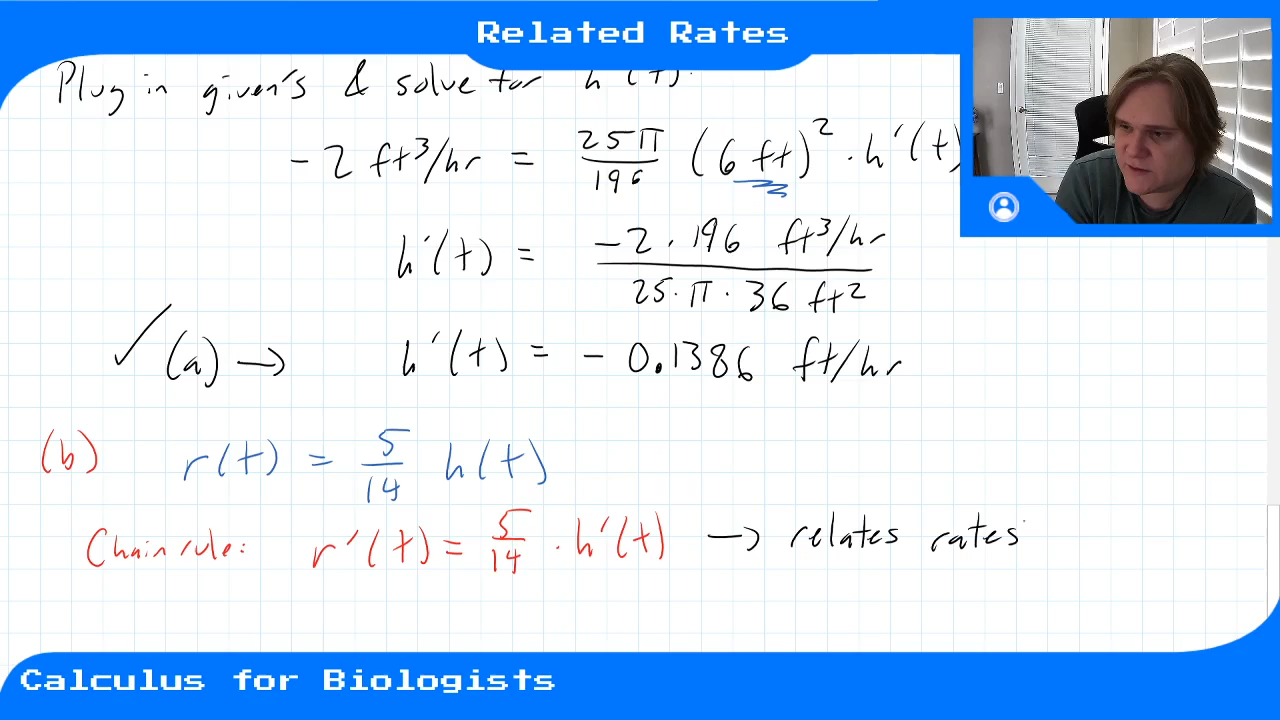 Related Rates
Plug in given's & solve for h'(t).
-2 ft³/hr = 25π/196 (6 ft)² · h'(t)
h'(t) = -2 · 196 ft³/hr / 25 · π · 36 ft²
✓ (a) → h'(t) = - 0.1386 ft/hr
(b) r(t) = 5/14 h(t)
Chain rule: r'(t) = 5/14 · h'(t) → relates rates
Calculus for Biologists